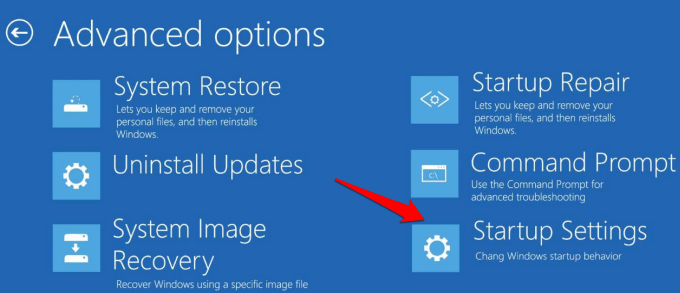 Advanced options
System Restore
Lets you keep and remove your
personal files, and then reinstalls
Windows.
Uninstall Updates
System Image
Recovery
Recover Windows using a specific image file
Startup Repair
Lets you keep and remove your
personal files, and then reinstalls
Windows.
C:\
Command Prompt
Use the Command Prompt for
advanced troubleshooting
Startup Settings
Chang Windows startup behavior